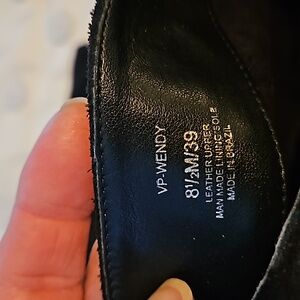 VP-WENDY
8½M/39
LEATHER UPPER
MAN MADE LINING SOLE
MADE IN BRAZIL